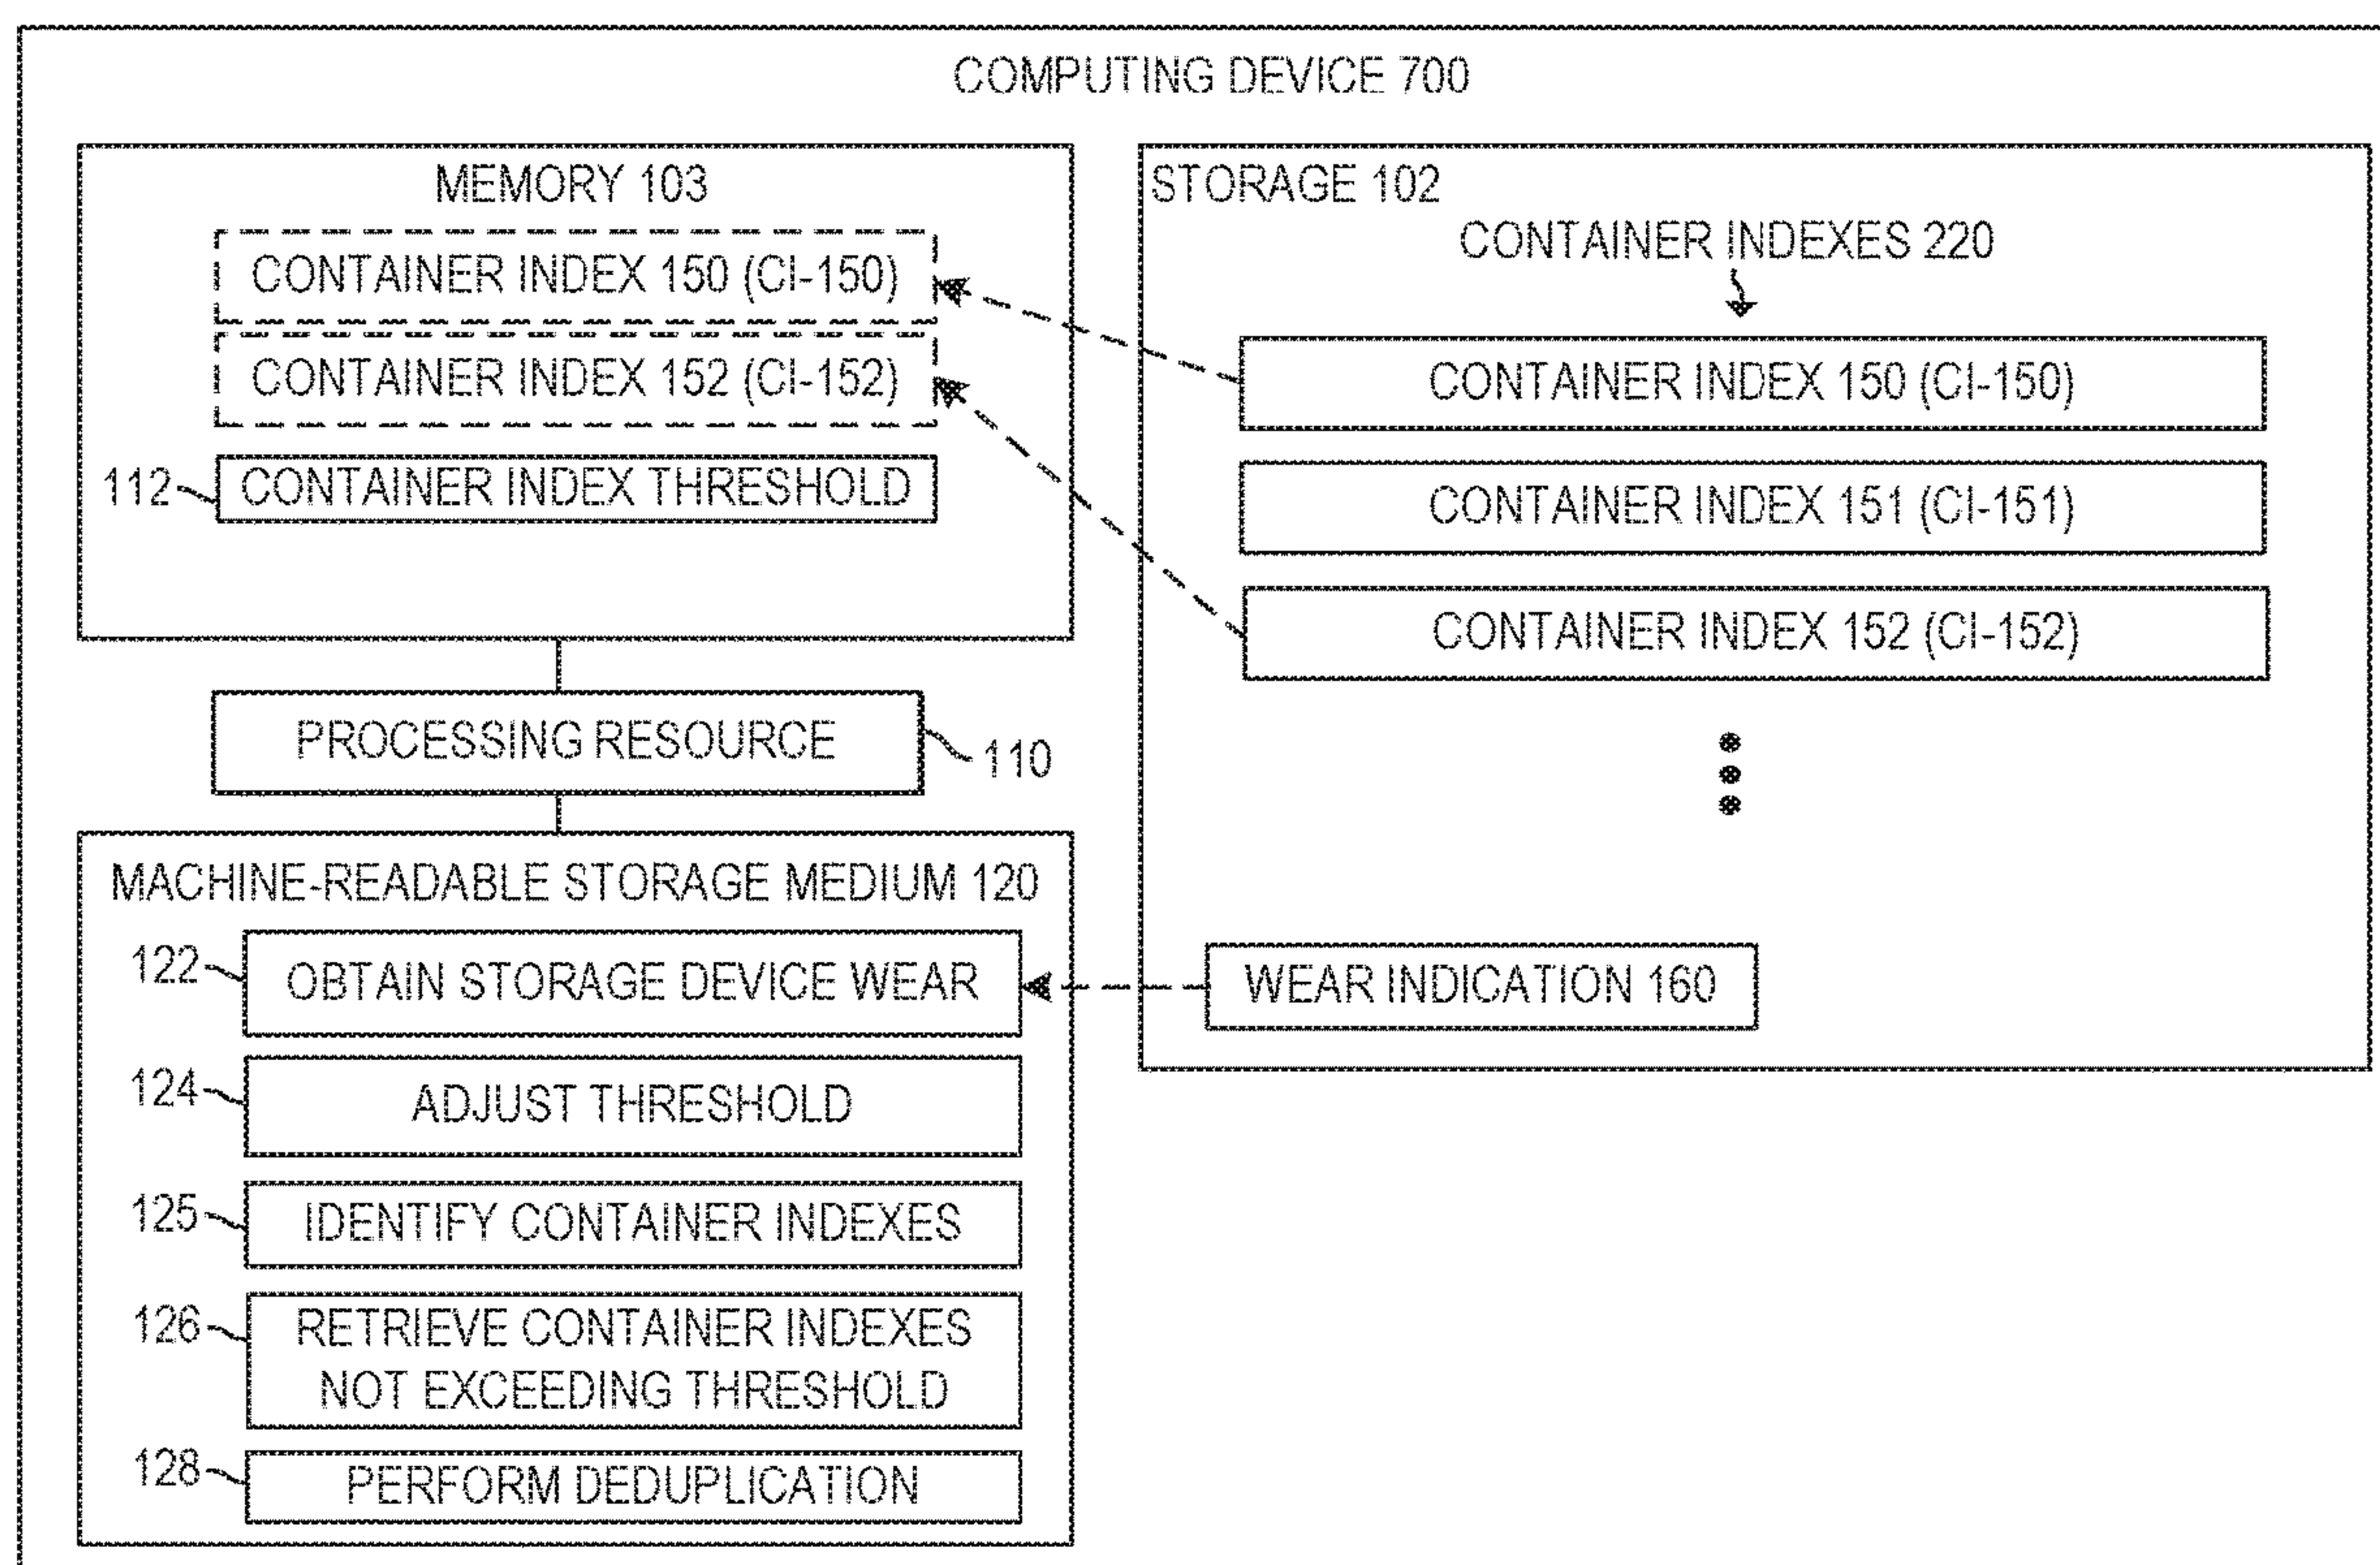 COMPUTING DEVICE 700
MEMORY 103
CONTAINER INDEX 150 (CI-150)
CONTAINER INDEX 152 (CI-152)
112
CONTAINER INDEX THRESHOLD
STORAGE 102
CONTAINER INDEXES 220
CONTAINER INDEX 150 (CI-150)
CONTAINER INDEX 151 (CI-151)
CONTAINER INDEX 152 (CI-152)
PROCESSING RESOURCE
110
MACHINE-READABLE STORAGE MEDIUM 120
122
OBTAIN STORAGE DEVICE WEAR
WEAR INDICATION 160
124
ADJUST THRESHOLD
125
IDENTIFY CONTAINER INDEXES
126
RETRIEVE CONTAINER INDEXES
NOT EXCEEDING THRESHOLD
128
PERFORM DEDUPLICATION